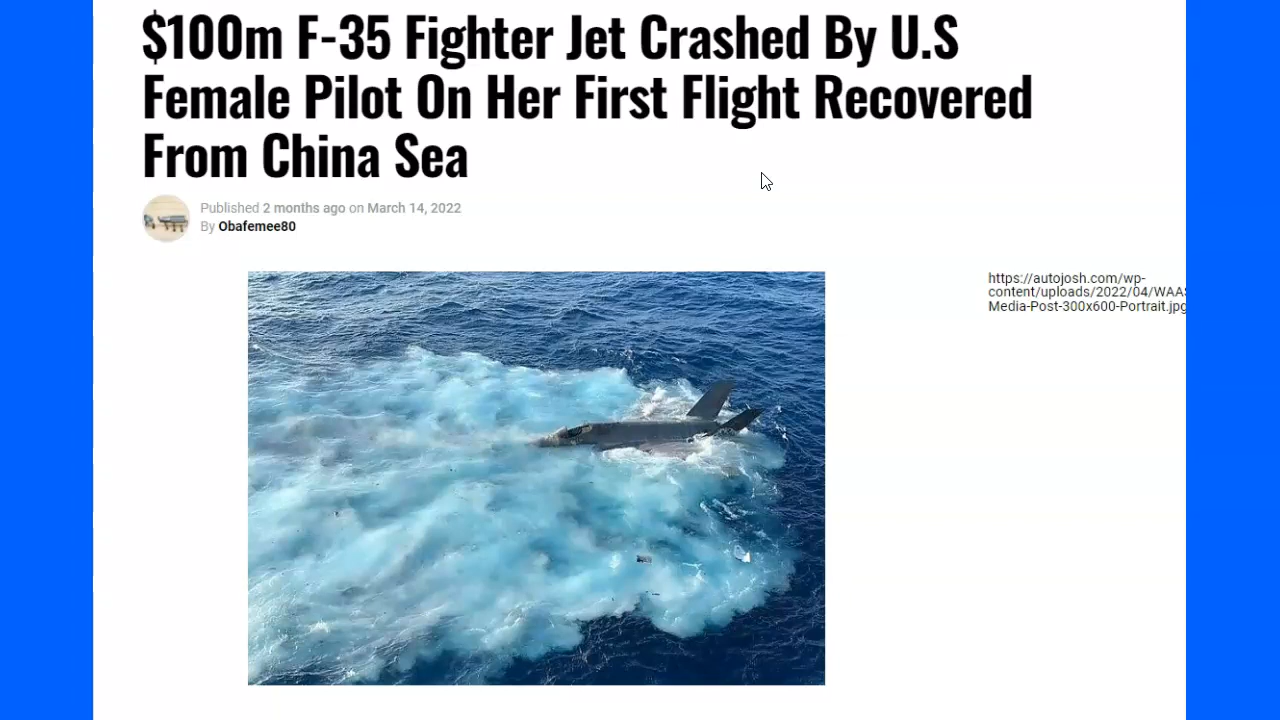 $100m F-35 Fighter Jet Crashed By U.S
Female Pilot On Her First Flight Recovered
From China Sea
Published 2 months ago on March 14, 2022
By Obafemee80
https://autojosh.com/wp-
content/uploads/2022/04/WAAS
Media-Post-300x600-Portrait.jpg